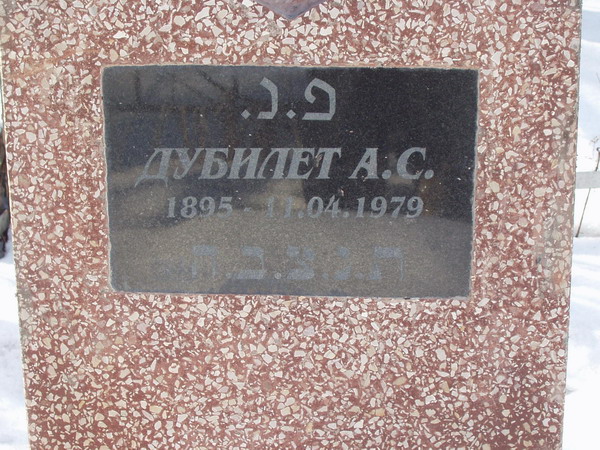 פ.נ.
ДУБИЛЕТ А.С.
1895 - 11.04.1979
ת.נ.צ.ב.ה